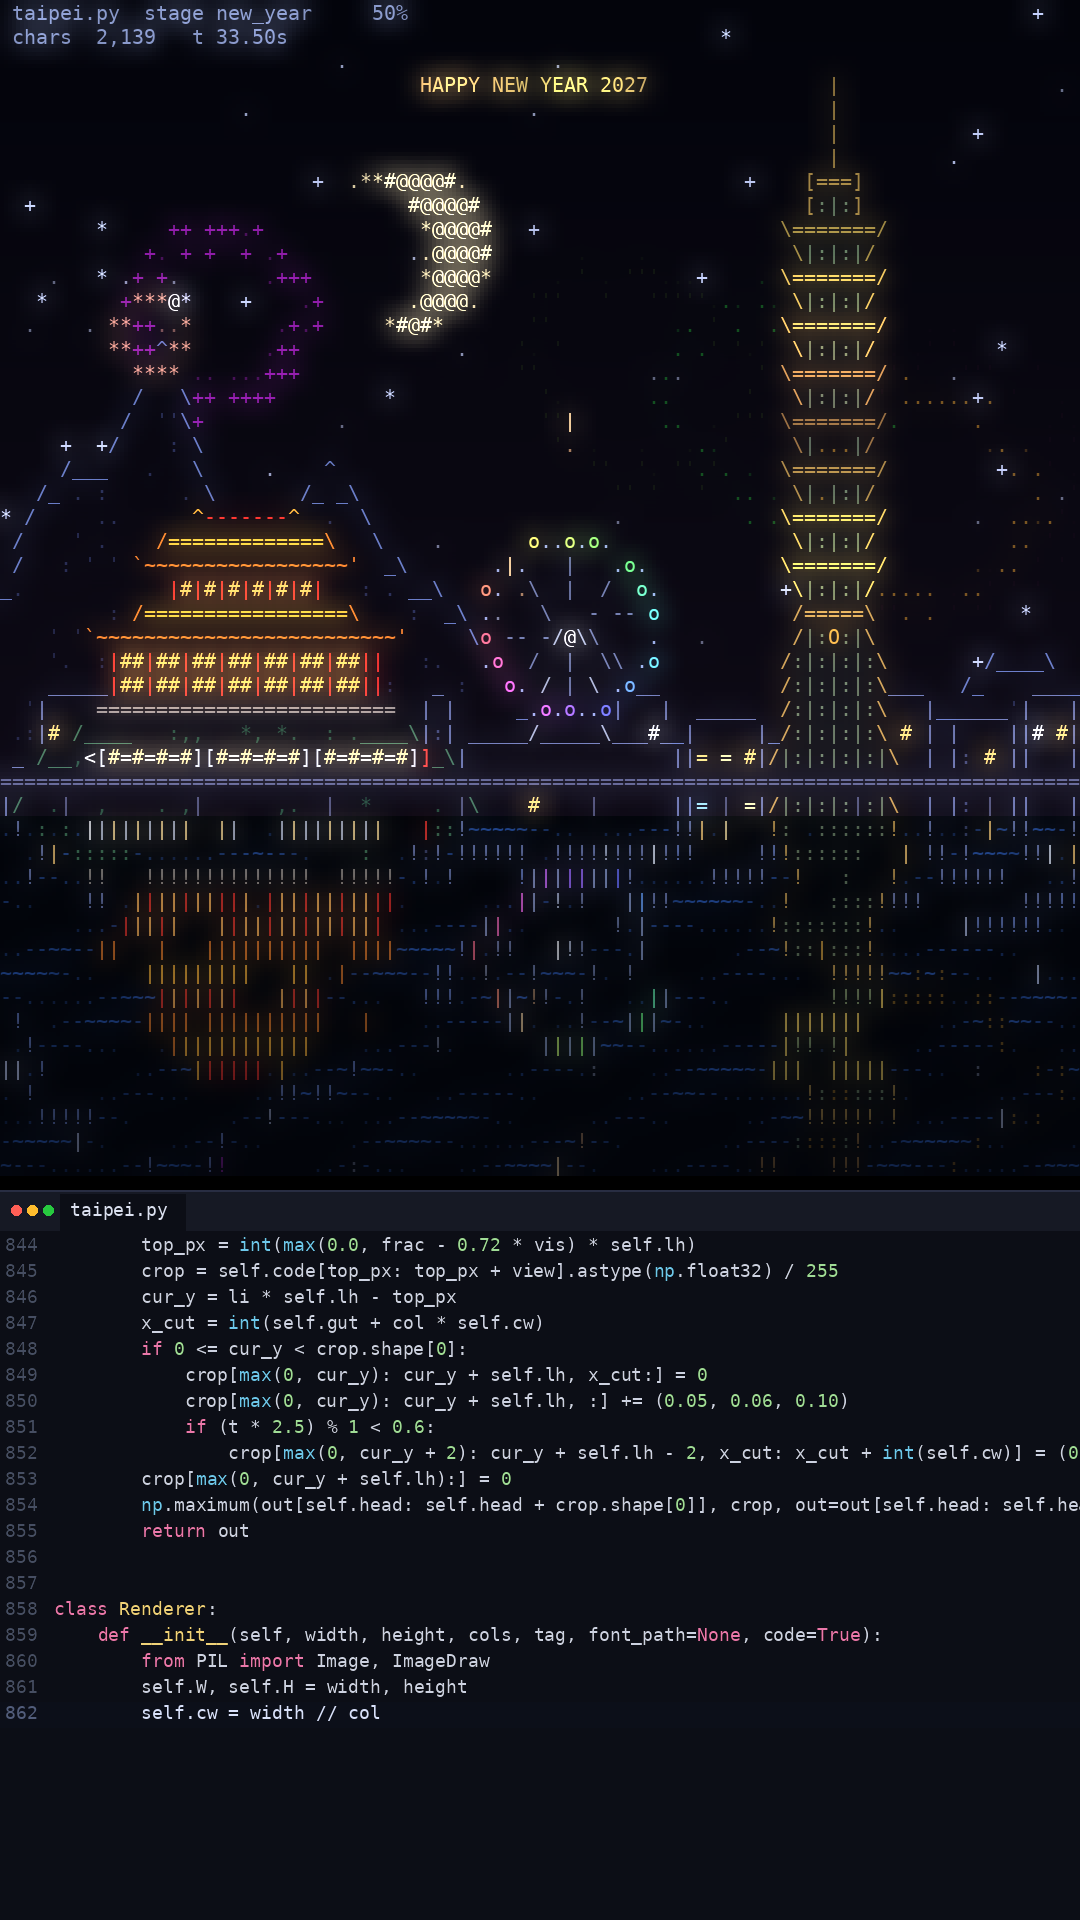 taipei.py  stage new_year     50%
chars  2,139   t 33.50s
HAPPY NEW YEAR 2027
taipei.py
844         top_px = int(max(0.0, frac - 0.72 * vis) * self.lh)
845         crop = self.code[top_px: top_px + view].astype(np.float32) / 255
846         cur_y = li * self.lh - top_px
847         x_cut = int(self.gut + col * self.cw)
848         if 0 <= cur_y < crop.shape[0]:
849             crop[max(0, cur_y): cur_y + self.lh, x_cut:] = 0
850             crop[max(0, cur_y): cur_y + self.lh, :] += (0.05, 0.06, 0.10)
851             if (t * 2.5) % 1 < 0.6:
852                 crop[max(0, cur_y + 2): cur_y + self.lh - 2, x_cut: x_cut + int(self.cw)] = (0
853         crop[max(0, cur_y + self.lh):] = 0
854         np.maximum(out[self.head: self.head + crop.shape[0]], crop, out=out[self.head: self.hea
855         return out
856
857
858 class Renderer:
859     def __init__(self, width, height, cols, tag, font_path=None, code=True):
860         from PIL import Image, ImageDraw
861         self.W, self.H = width, height
862         self.cw = width // col